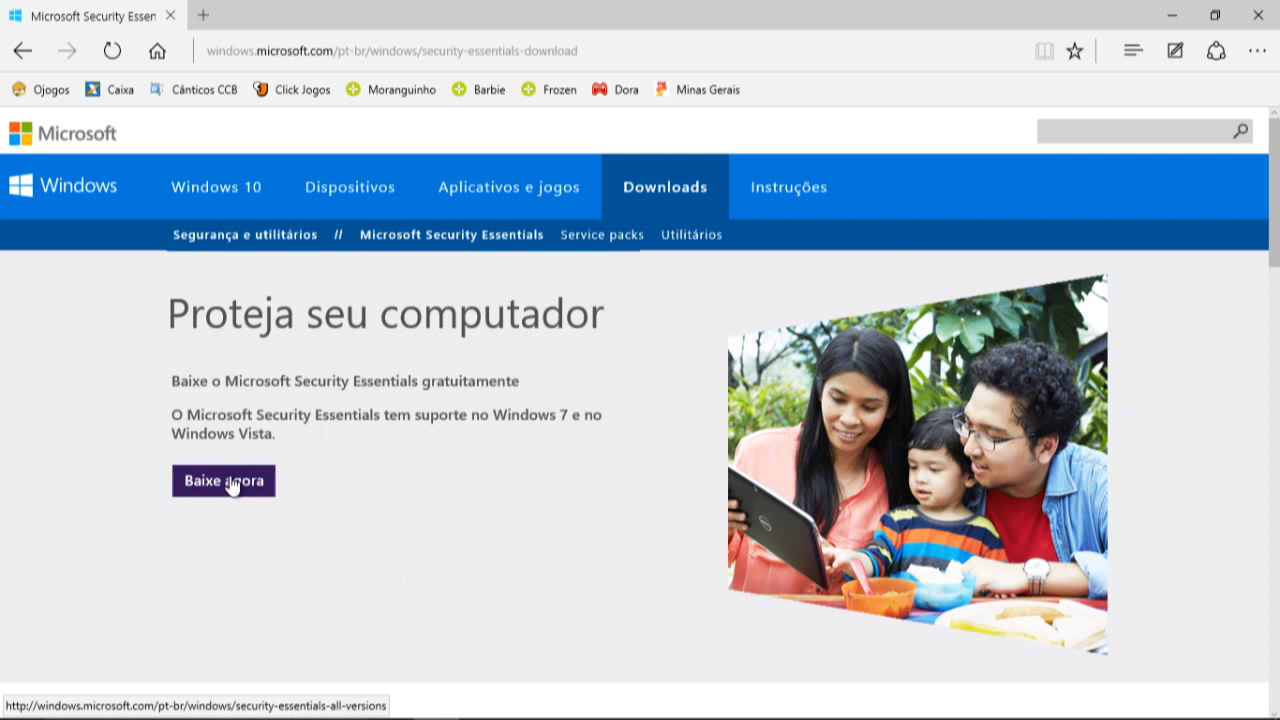 Microsoft Security Essen
windows.microsoft.com/pt-br/windows/security-essentials-download
Ojogos Caixa Cânticos CCB Click Jogos Moranguinho Barbie Frozen Dora Minas Gerais
Microsoft
Windows Windows 10 Dispositivos Aplicativos e jogos Downloads Instruções
Segurança e utilitários // Microsoft Security Essentials Service packs Utilitários
Proteja seu computador
Baixe o Microsoft Security Essentials gratuitamente
O Microsoft Security Essentials tem suporte no Windows 7 e no
Windows Vista.
Baixe agora
http://windows.microsoft.com/pt-br/windows/security-essentials-all-versions